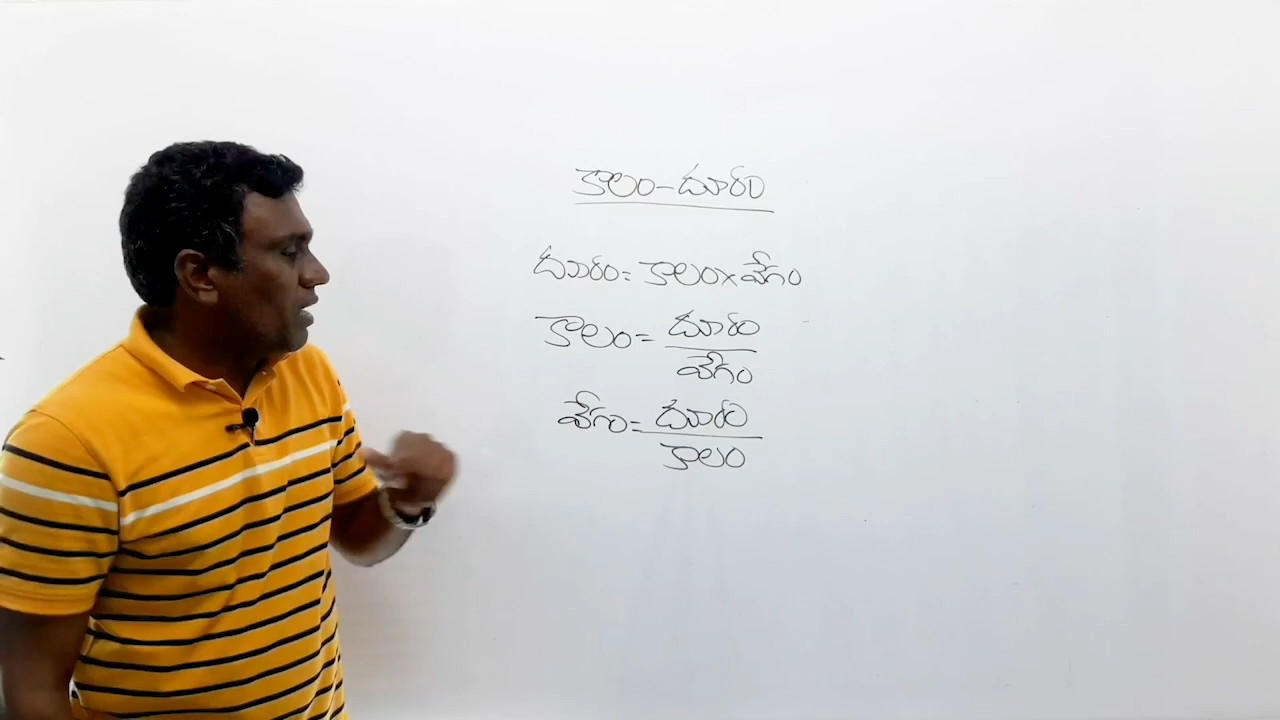 కాలం-దూరం
దూరం= కాలం×వేగం
కాలం= దూరం
వేగం
వేగం= దూరం
కాలం